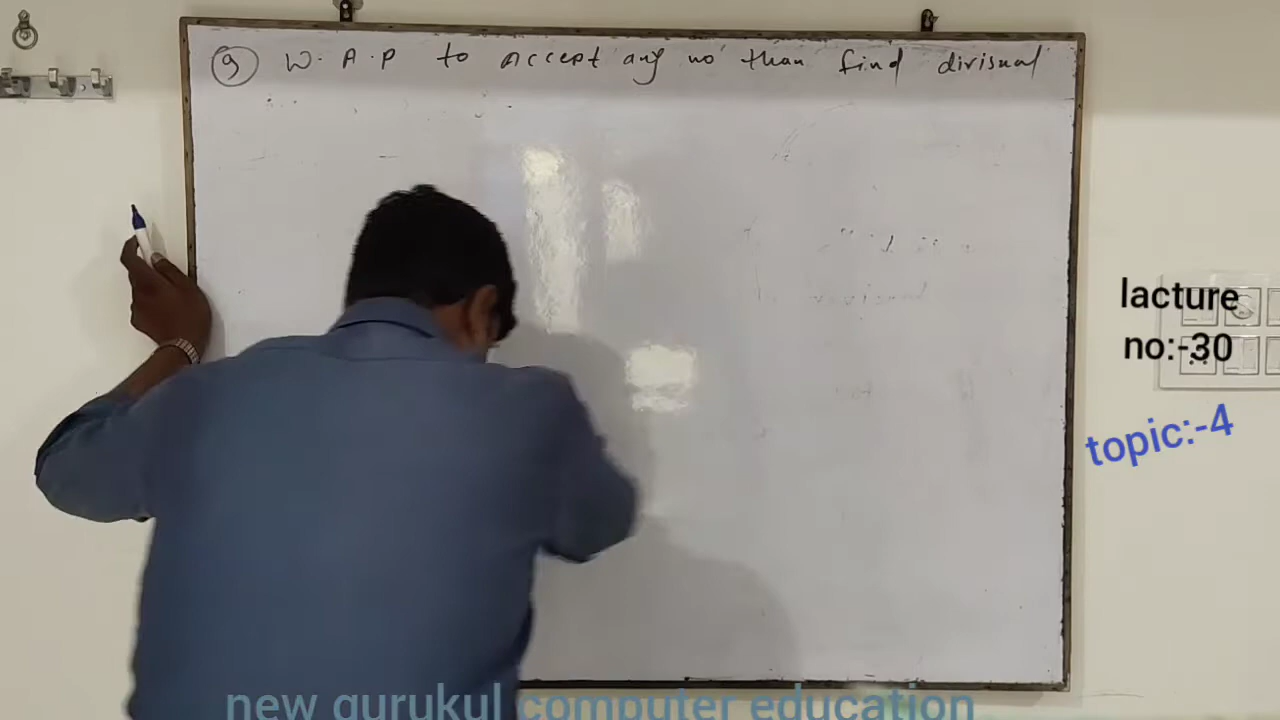 9 W.A.P to Accept any no than find divisual
lacture
no:-30
topic:-4
new gurukul computer education